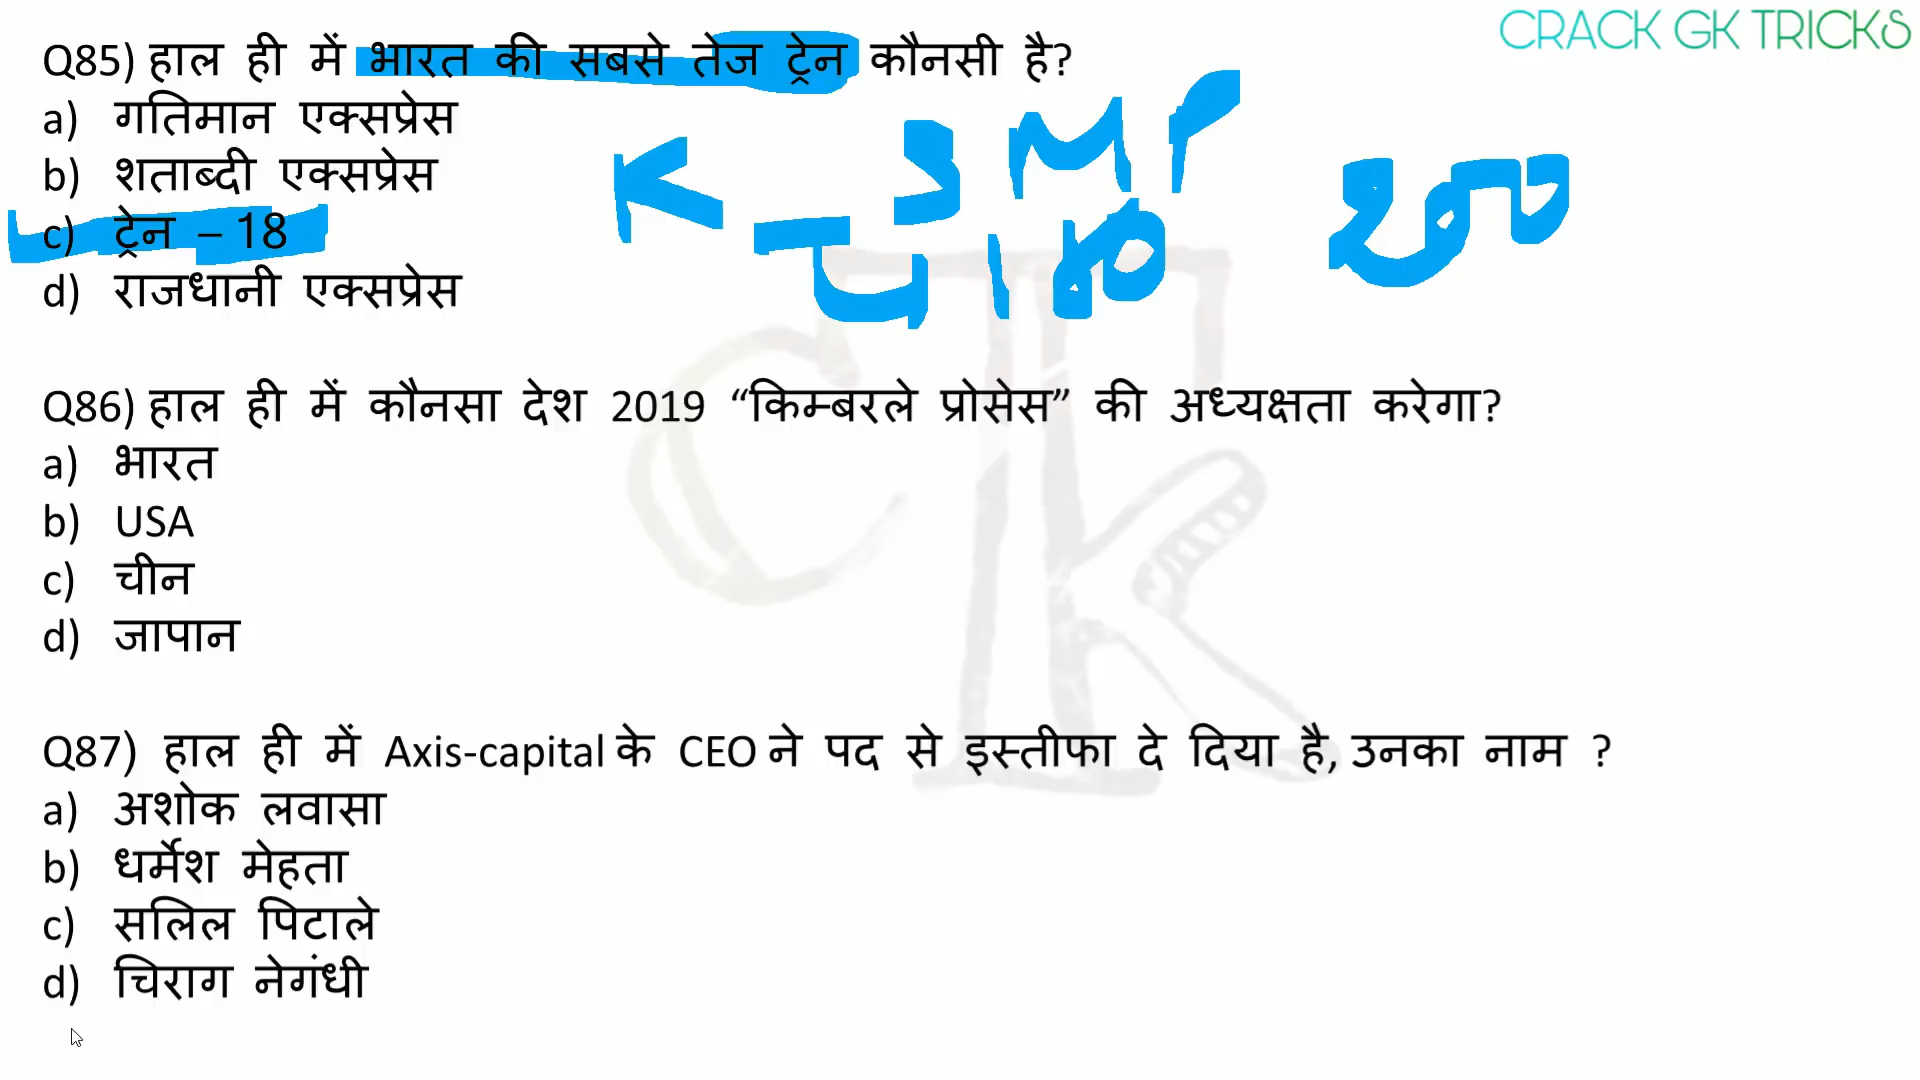 CRACK GK TRICKS
Q85) हाल ही में भारत की सबसे तेज ट्रेन कौनसी है?
a) गतिमान एक्सप्रेस
b) शताब्दी एक्सप्रेस
c) ट्रेन – 18
d) राजधानी एक्सप्रेस
180 200
Q86) हाल ही में कौनसा देश 2019 “किम्बरले प्रोसेस” की अध्यक्षता करेगा?
a) भारत
b) USA
c) चीन
d) जापान
Q87) हाल ही में Axis-capital के CEO ने पद से इस्तीफा दे दिया है, उनका नाम ?
a) अशोक लवासा
b) धर्मेश मेहता
c) सलिल पिटाले
d) चिराग नेगंधी